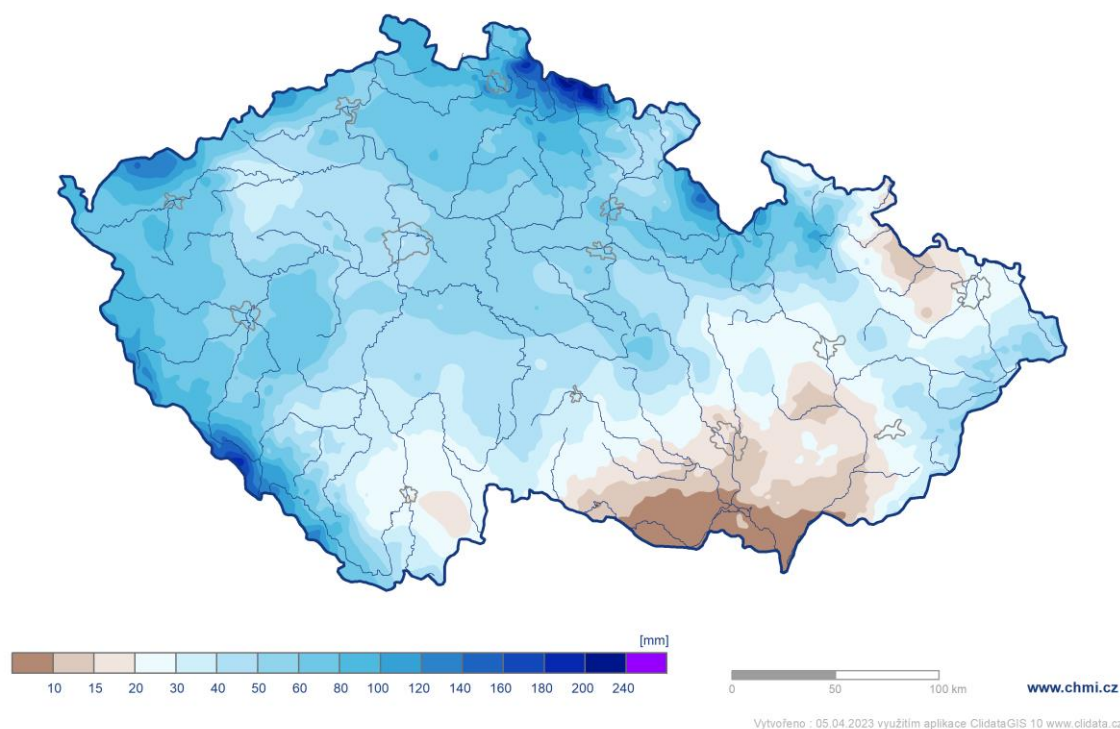 [mm]
10 15 20 30 40 50 60 80 100 120 140 160 180 200 240
0 50 100 km
www.chmi.cz
Vytvořeno : 05.04.2023 využitím aplikace ClidataGIS 10 www.clidata.cz